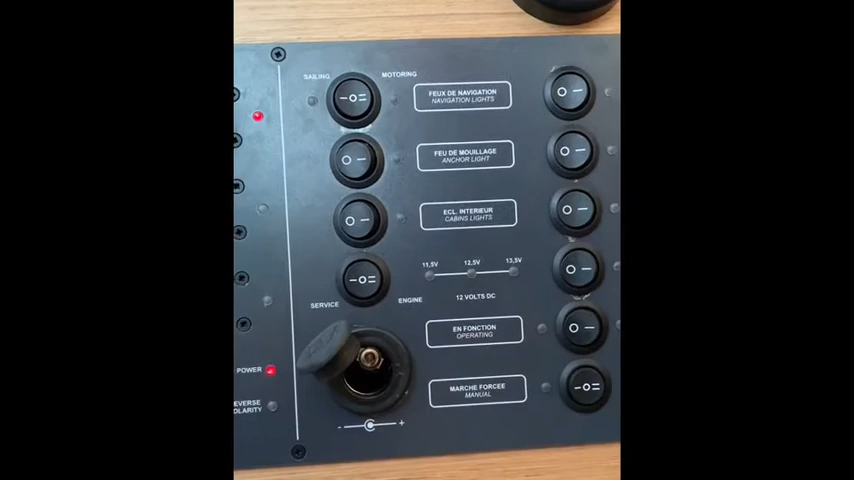 SAILING
MOTORING
FEUX DE NAVIGATION
NAVIGATION LIGHTS
FEU DE MOUILLAGE
ANCHOR LIGHT
ECL. INTERIEUR
CABINS LIGHTS
11,5V 12,5V 13,5V
SERVICE
ENGINE
12 VOLTS DC
EN FONCTION
OPERATING
POWER
MARCHE FORCEE
MANUAL
EVERSE
OLARITY
- +